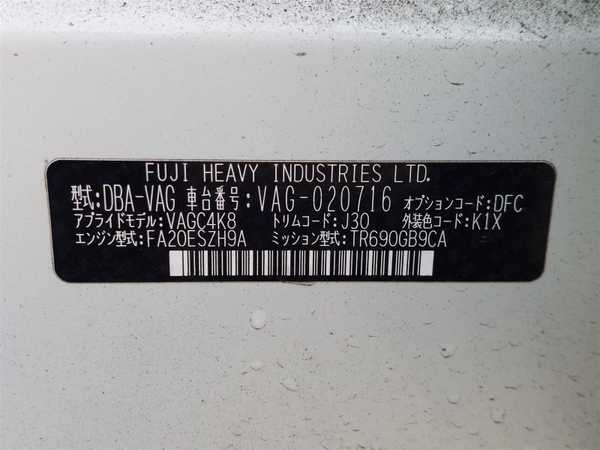 FUJI HEAVY INDUSTRIES LTD.
型式:DBA-VAG 車台番号:VAG-020716 オプションコード:DFC
アプライドモデル:VAGC4K8 トリムコード:J30 外装色コード:K1X
エンジン型式:FA20ESZH9A ミッション型式:TR690GB9CA